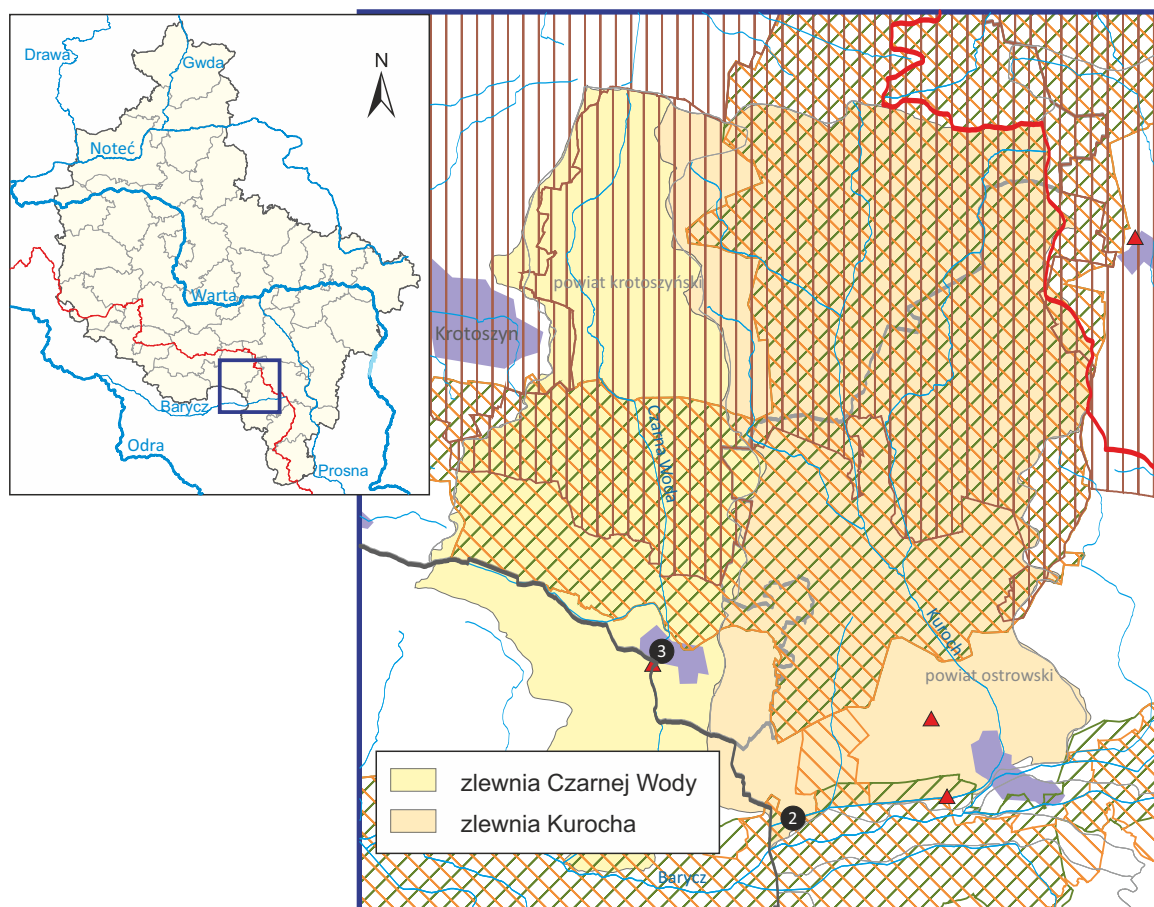 Drawa
Gwda
N
Noteć
Warta
Barycz
Odra
Prosna
powiat krotoszyński
Krotoszyn
Czarna Woda
Kuroch
3
powiat ostrowski
zlewnia Czarnej Wody
zlewnia Kurocha
2
Barycz